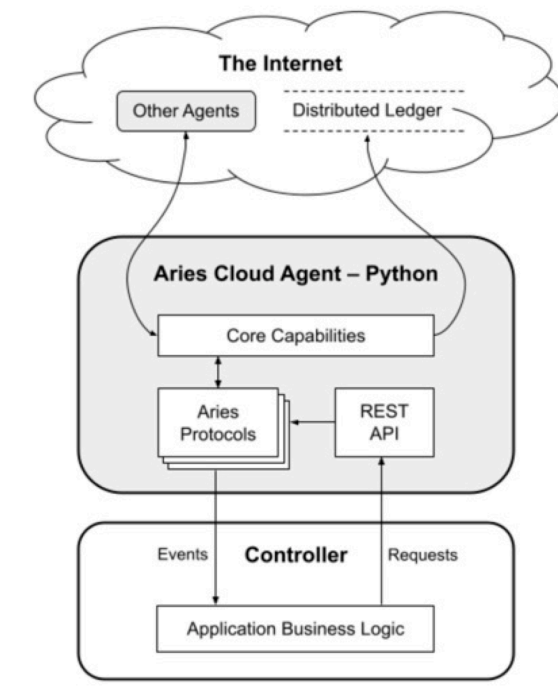 The Internet
Other Agents
Distributed Ledger
Aries Cloud Agent – Python
Core Capabilities
Aries
Protocols
REST
API
Events
Controller
Requests
Application Business Logic